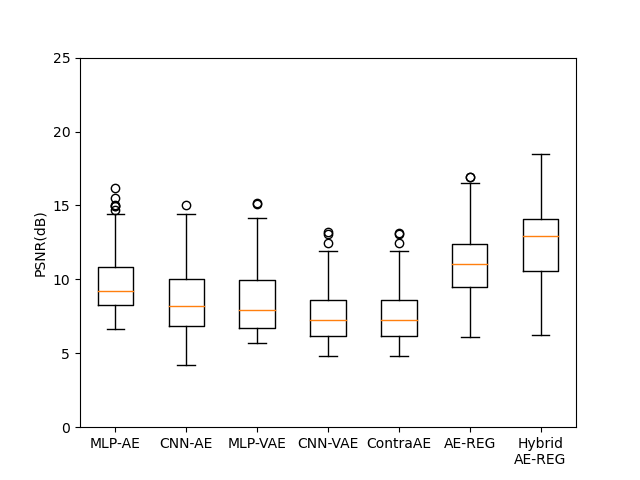 25
20
15
10
5
0
PSNR(dB)
MLP-AE
CNN-AE
MLP-VAE
CNN-VAE
ContraAE
AE-REG
Hybrid
AE-REG